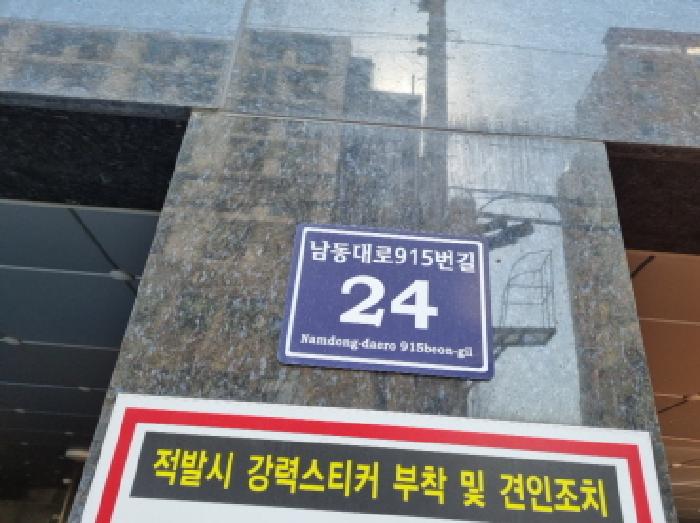 남동대로915번길
24
Namdong-daero 915beon-gil
적발시 강력스티커 부착 및 견인조치